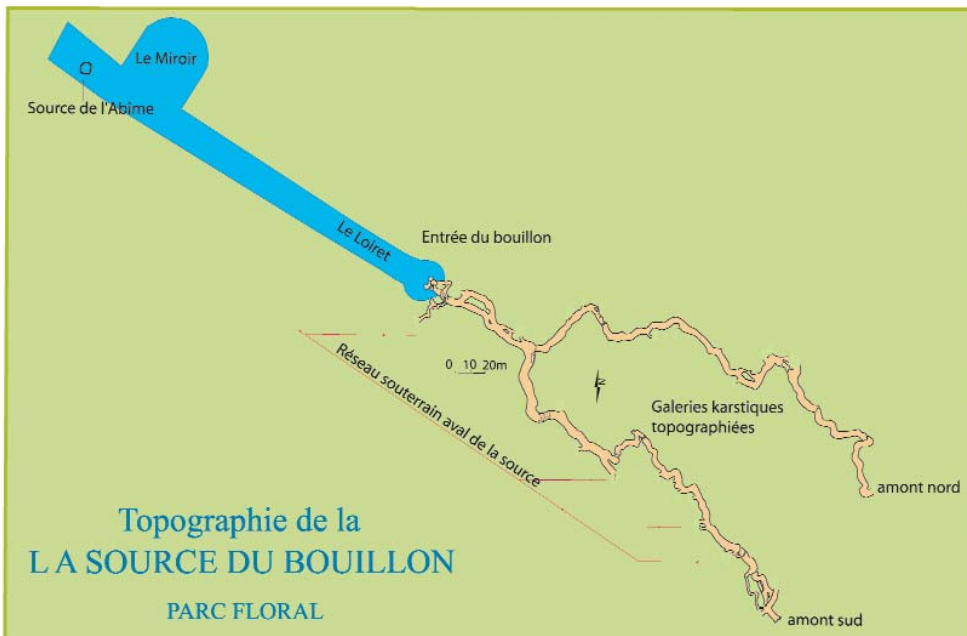 Le Miroir
Source de l'Abîme
Le Loiret
Entrée du bouillon
0 10 20m
Réseau souterrain aval de la source
N
Galeries karstiques
topographiées
amont nord
amont sud
Topographie de la
L A SOURCE DU BOUILLON
PARC FLORAL